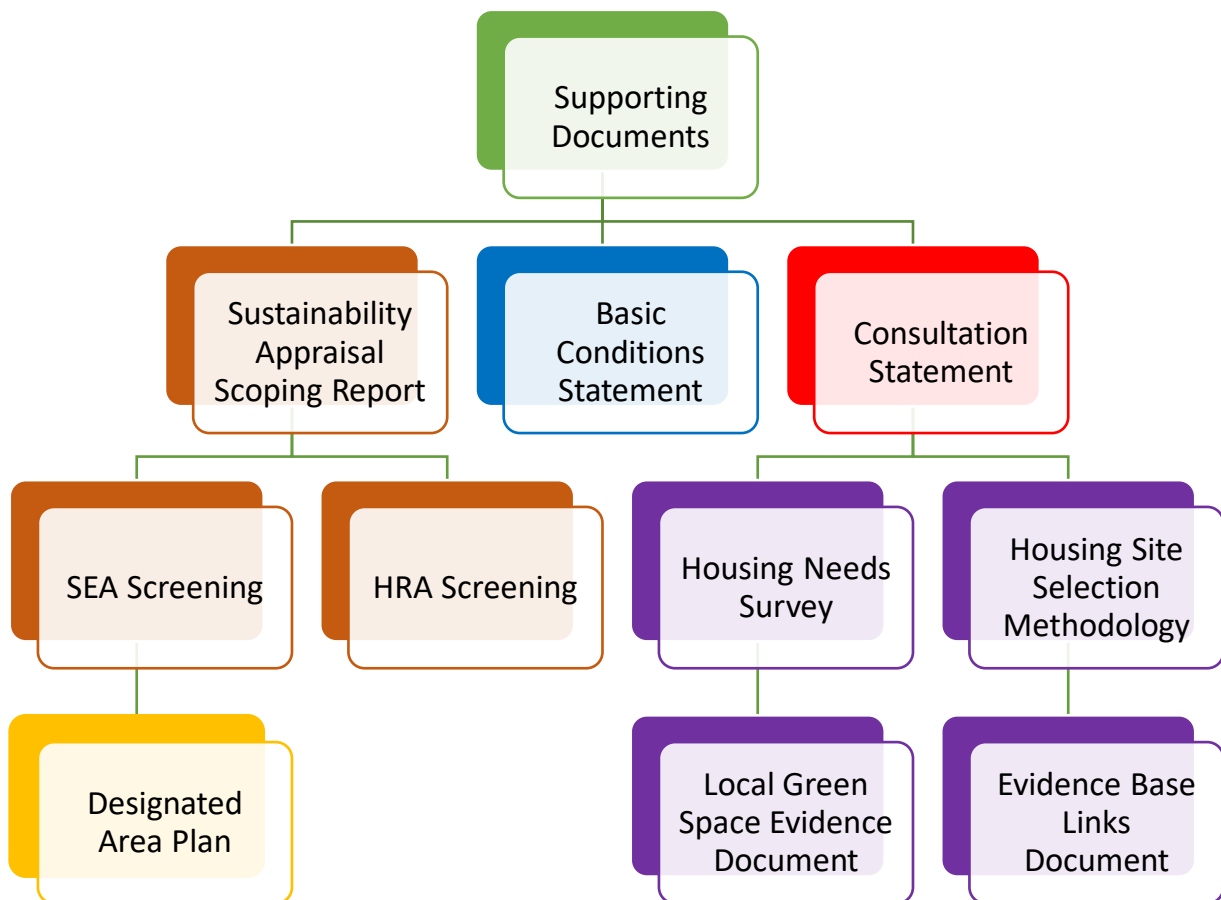 Supporting
Documents
Sustainability
Appraisal
Scoping Report
Basic
Conditions
Statement
Consultation
Statement
SEA Screening
HRA Screening
Housing Needs
Survey
Housing Site
Selection
Methodology
Designated
Area Plan
Local Green
Space Evidence
Document
Evidence Base
Links
Document